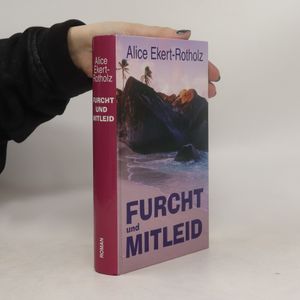 Alice
Ekert-
Rotholz
FURCHT
UND
MITLEID
ROMAN
Alice Ekert-Rotholz
FURCHT
und
MITLEID